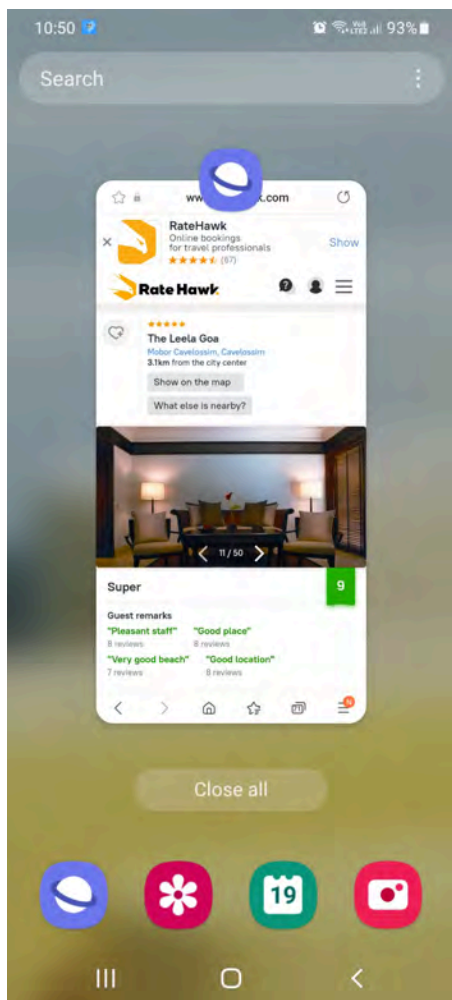 10:50 93%
Search
ww k.com
RateHawk
Online bookings
for travel professionals
(67)
Show
Rate Hawk
The Leela Goa
Mobor Cavelossim, Cavelossim
3.1km from the city center
Show on the map
What else is nearby?
11 / 50
Super 9
Guest remarks
"Pleasant staff" "Good place"
8 reviews 8 reviews
"Very good beach" "Good location"
7 reviews 6 reviews
Close all
19